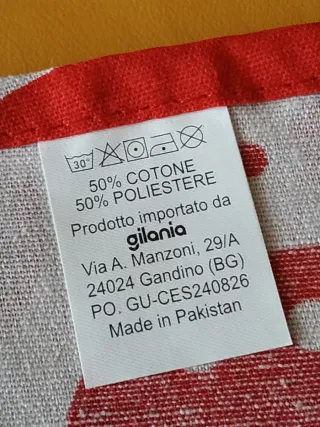 30°
50% COTONE
50% POLIESTERE
Prodotto importato da
gilania
Via A. Manzoni, 29/A
24024 Gandino (BG)
PO. GU-CES240826
Made in Pakistan